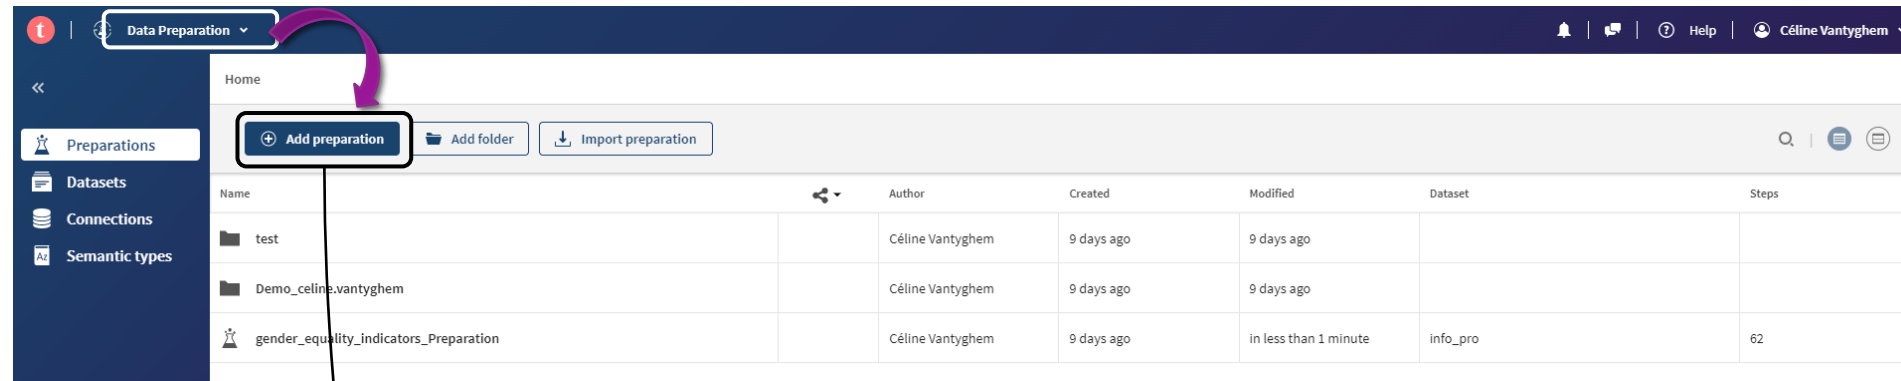 t Data Preparation Help Céline Vantyghem
Home
Add preparation Add folder Import preparation
Preparations
Datasets
Connections
Az Semantic types
Name Author Created Modified Dataset Steps
test Céline Vantyghem 9 days ago 9 days ago
Demo_celine.vantyghem Céline Vantyghem 9 days ago 9 days ago
gender_equality_indicators_Preparation Céline Vantyghem 9 days ago in less than 1 minute info_pro 62